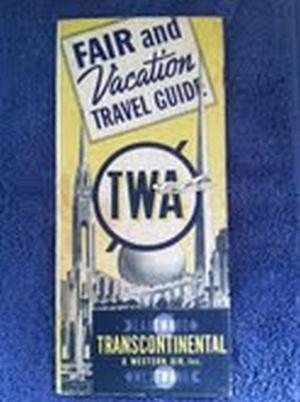 FAIR and
Vacation
TRAVEL GUIDE
TWA
TRANSCONTINENTAL
& WESTERN AIR, Inc.